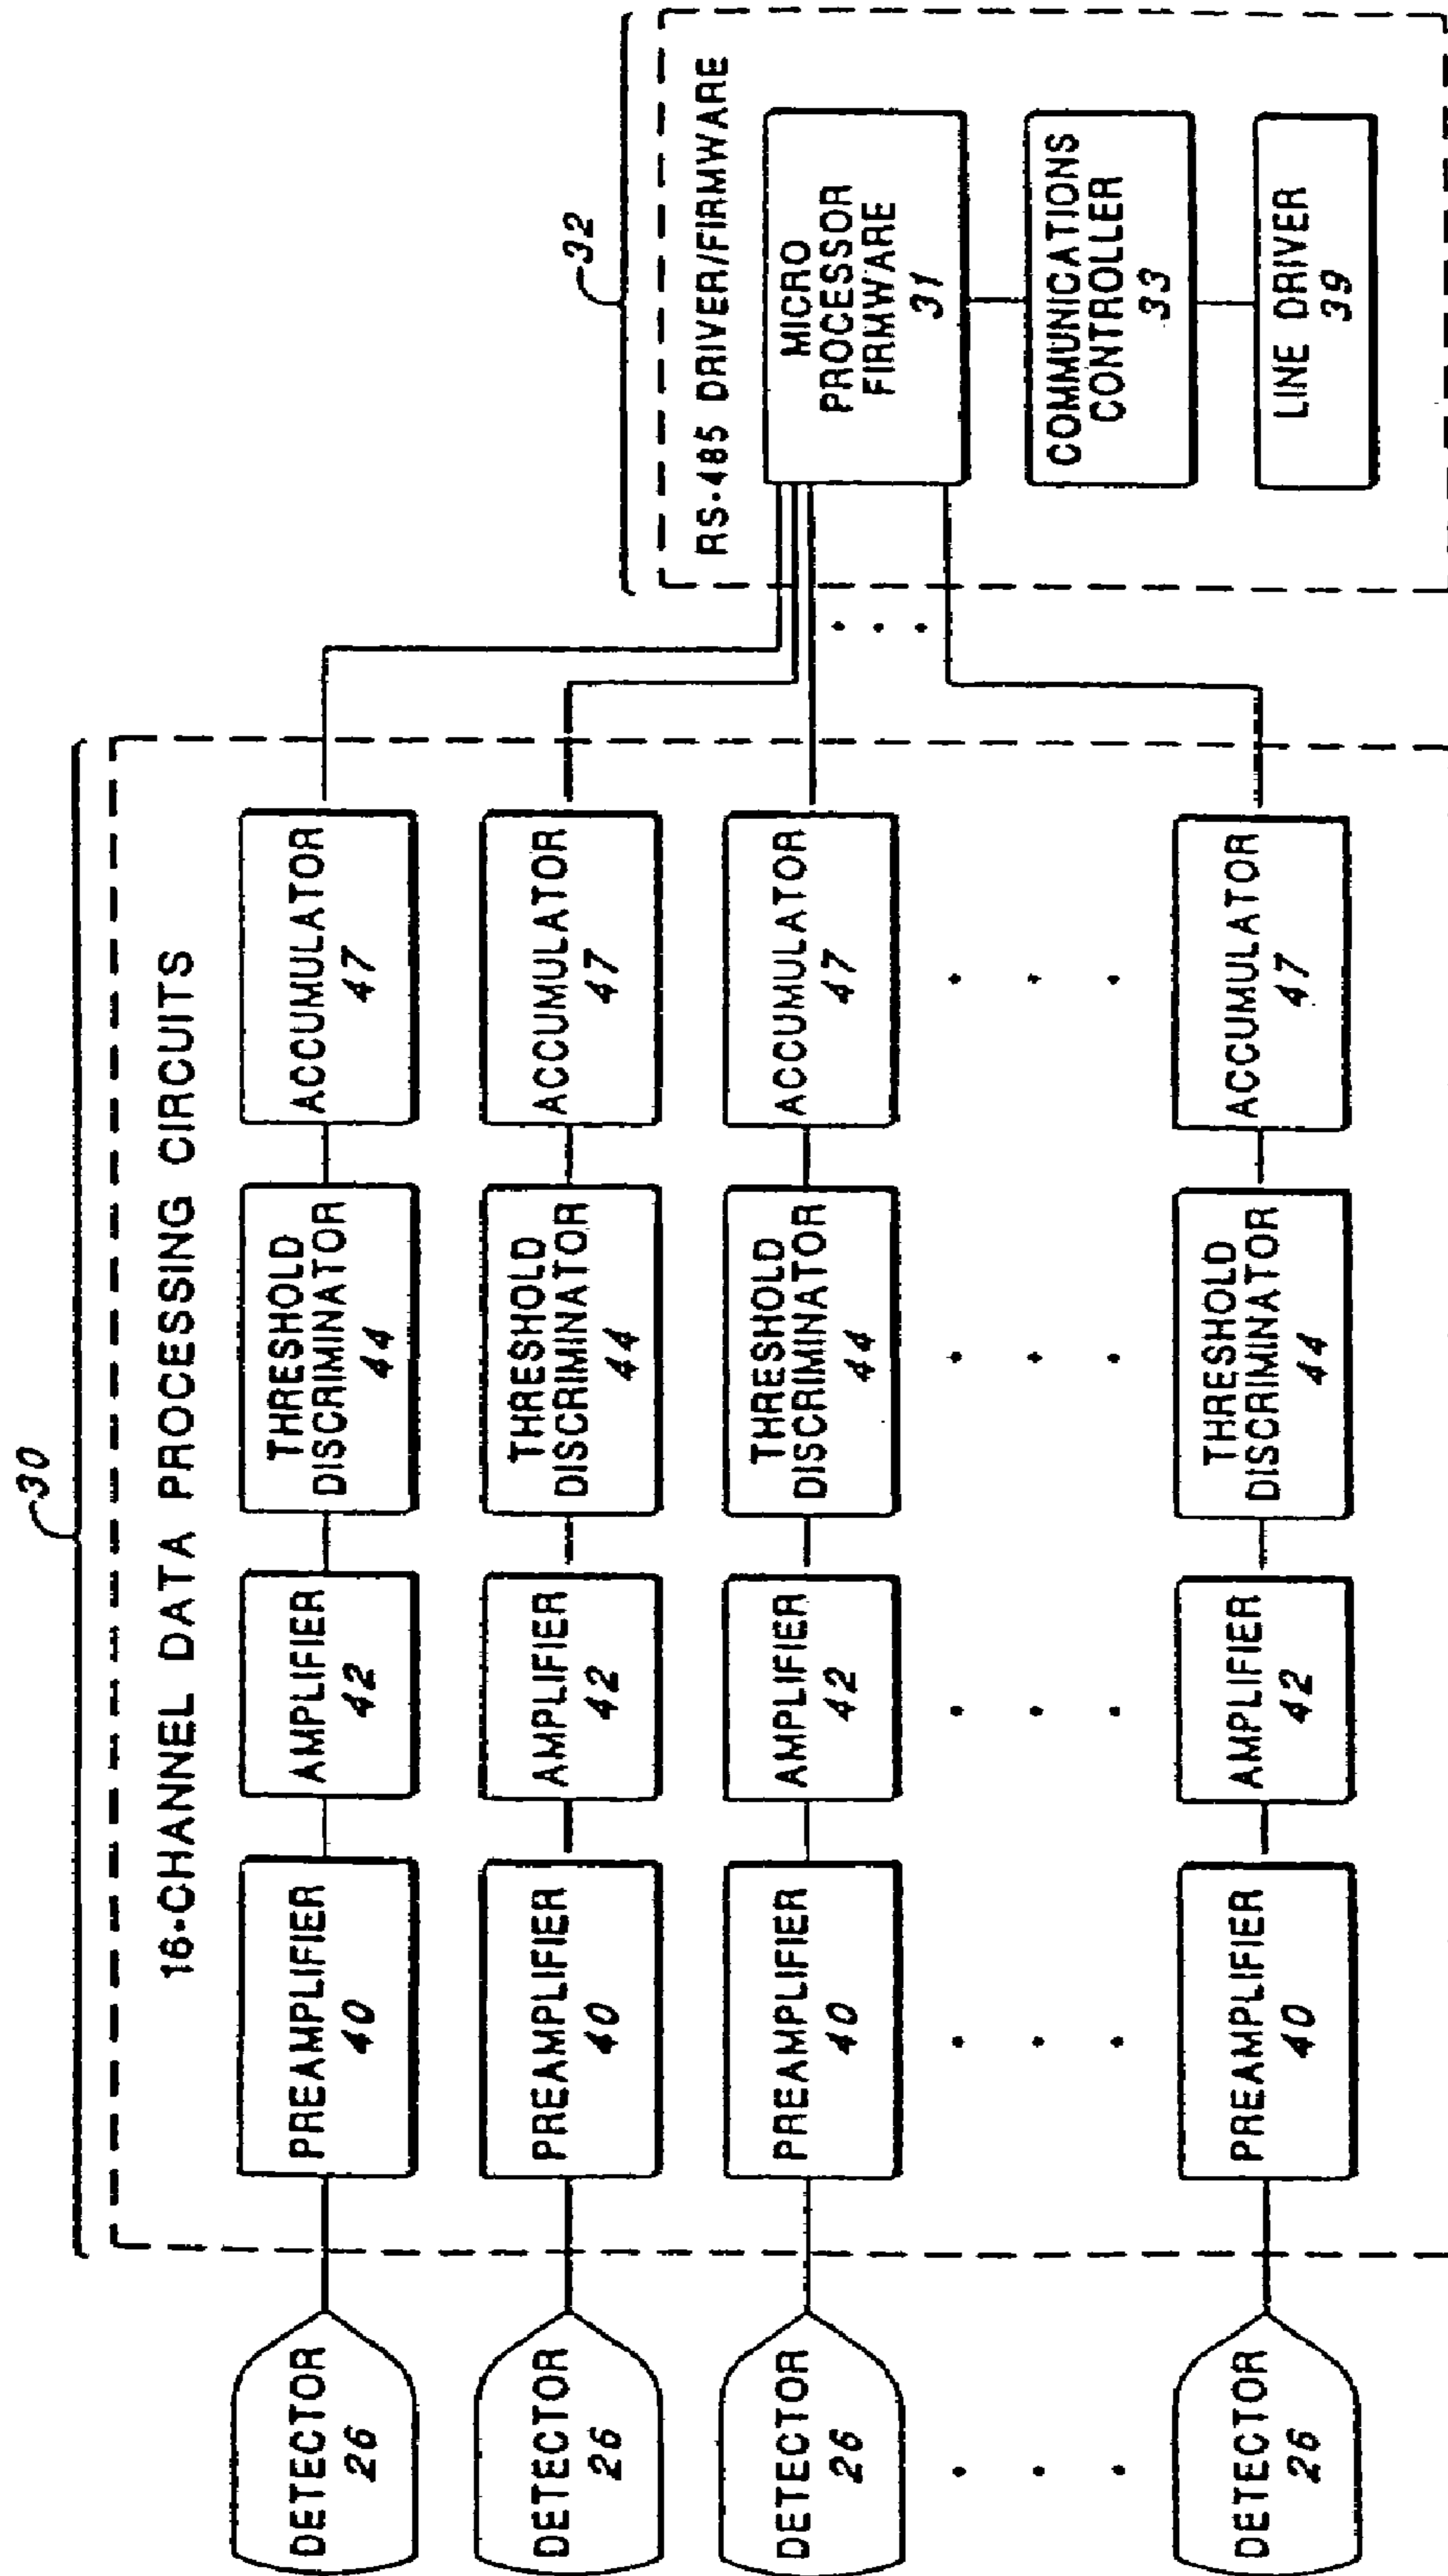 30
16-CHANNEL DATA PROCESSING CIRCUITS
DETECTOR
26
PREAMPLIFIER
40
AMPLIFIER
42
THRESHOLD
DISCRIMINATOR
44
ACCUMULATOR
47
DETECTOR
26
PREAMPLIFIER
40
AMPLIFIER
42
THRESHOLD
DISCRIMINATOR
44
ACCUMULATOR
47
DETECTOR
26
PREAMPLIFIER
40
AMPLIFIER
42
THRESHOLD
DISCRIMINATOR
44
ACCUMULATOR
47
DETECTOR
26
PREAMPLIFIER
40
AMPLIFIER
42
THRESHOLD
DISCRIMINATOR
44
ACCUMULATOR
47
32
RS-485 DRIVER/FIRMWARE
MICRO
PROCESSOR
FIRMWARE
31
COMMUNICATIONS
CONTROLLER
33
LINE DRIVER
39